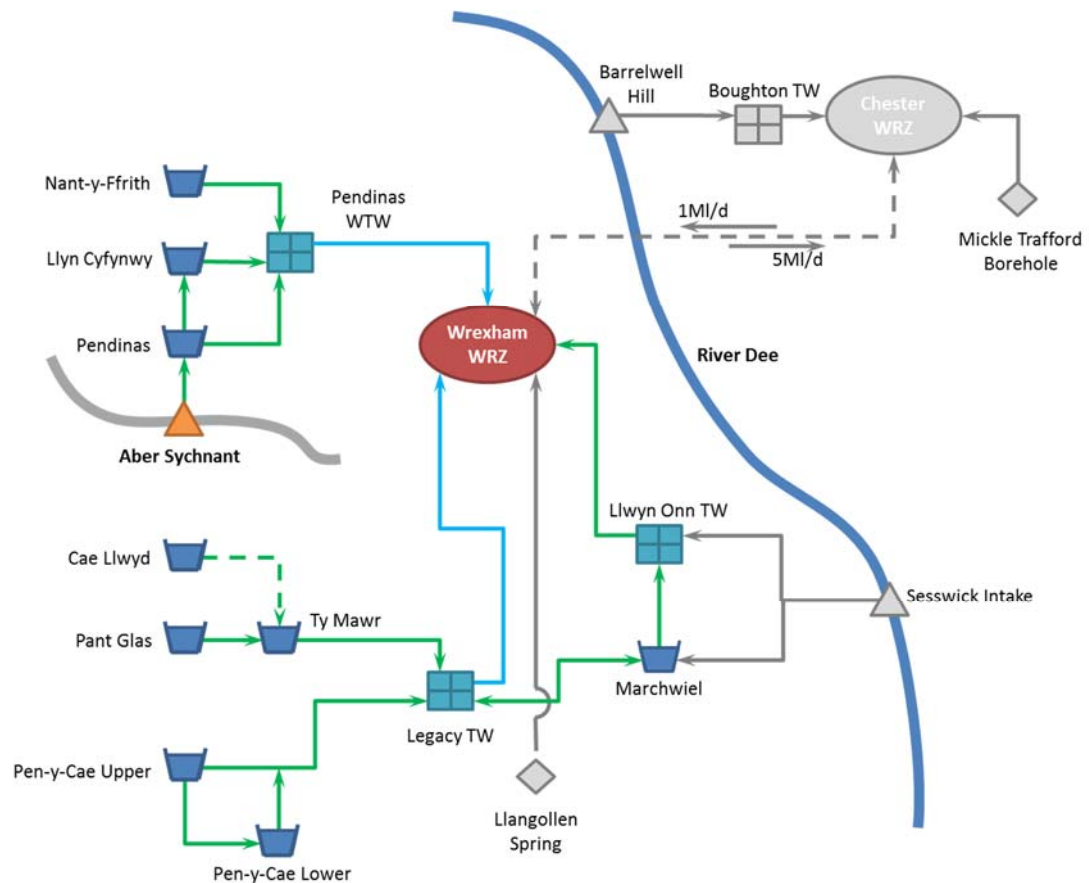 Barrelwell
Hill
Boughton TW
Chester
WRZ
Nant-y-Ffrith
Pendinas
WTW
1Ml/d
5Ml/d
Mickle Trafford
Borehole
Llyn Cyfynwy
Pendinas
Wrexham
WRZ
River Dee
Aber Sychnant
Llwyn Onn TW
Cae Llwyd
Sesswick Intake
Ty Mawr
Pant Glas
Marchwiel
Legacy TW
Pen-y-Cae Upper
Llangollen
Spring
Pen-y-Cae Lower